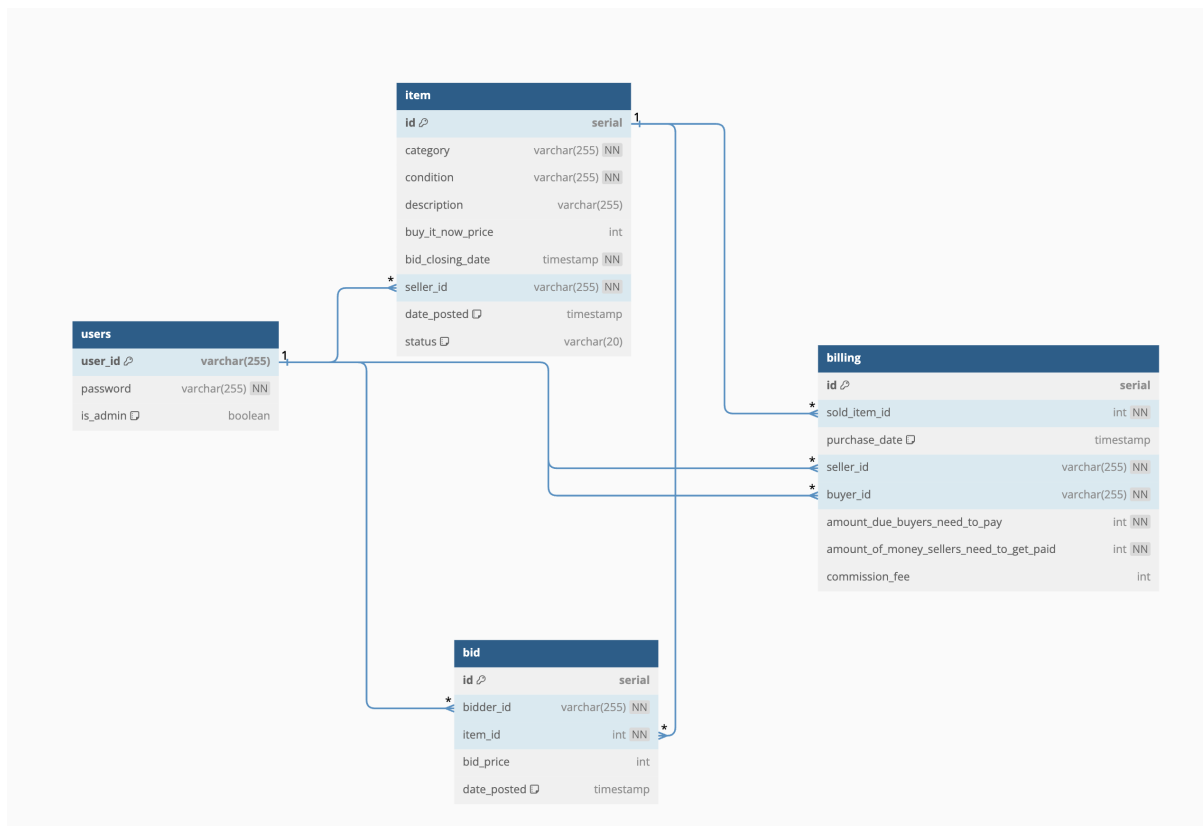 item
id serial
category varchar(255) NN
condition varchar(255) NN
description varchar(255)
buy_it_now_price int
bid_closing_date timestamp NN
seller_id varchar(255) NN
date_posted timestamp
status varchar(20)
1
*
users
user_id varchar(255)
password varchar(255) NN
is_admin boolean
1
billing
id serial
sold_item_id int NN
purchase_date timestamp
seller_id varchar(255) NN
buyer_id varchar(255) NN
amount_due_buyers_need_to_pay int NN
amount_of_money_sellers_need_to_get_paid int NN
commission_fee int
*
*
*
bid
id serial
bidder_id varchar(255) NN
item_id int NN
bid_price int
date_posted timestamp
*
*